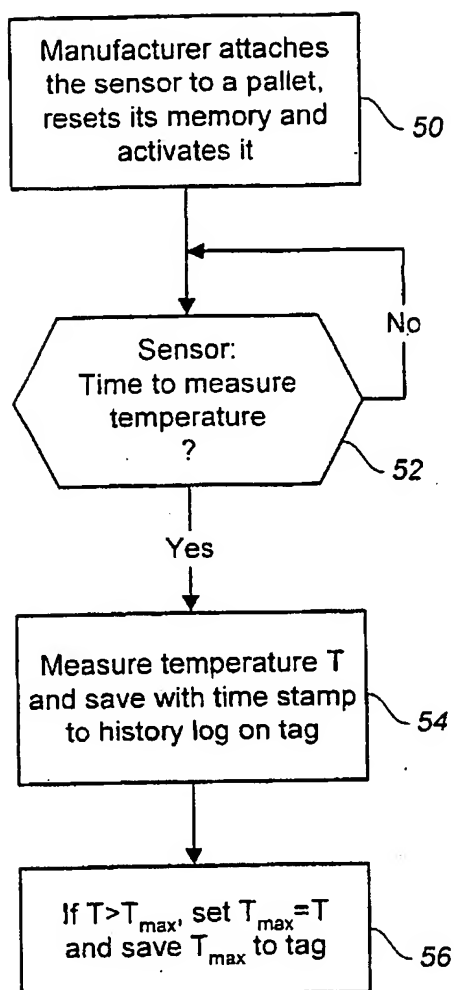 Manufacturer attaches
the sensor to a pallet,
resets its memory and
activates it
50
No
Sensor:
Time to measure
temperature
?
52
Yes
Measure temperature T
and save with time stamp
to history log on tag
54
If T>Tmax, set Tmax=T
and save Tmax to tag
56